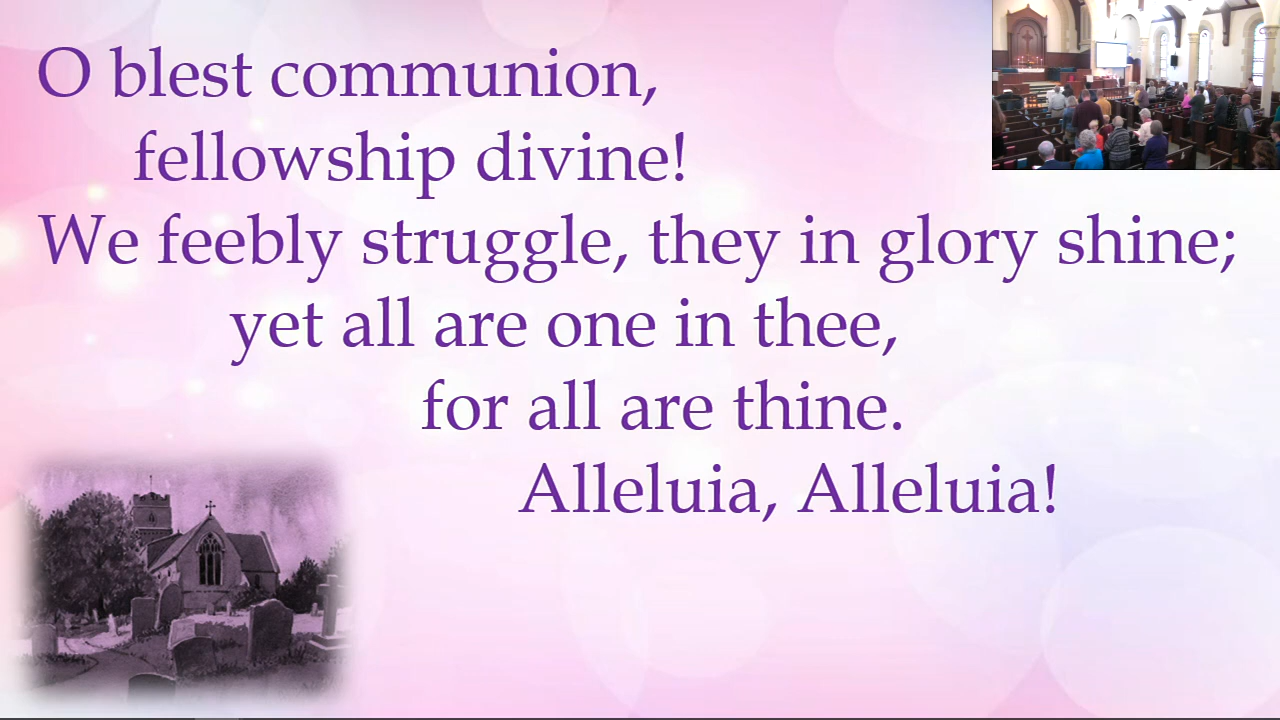 O blest communion,
fellowship divine!
We feebly struggle, they in glory shine;
yet all are one in thee,
for all are thine.
Alleluia, Alleluia!